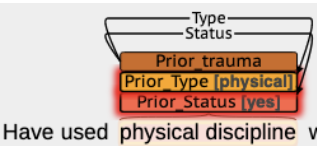 Type
Status
Prior_trauma
Prior_Type [physical]
Prior_Status [yes]
Have used physical discipline